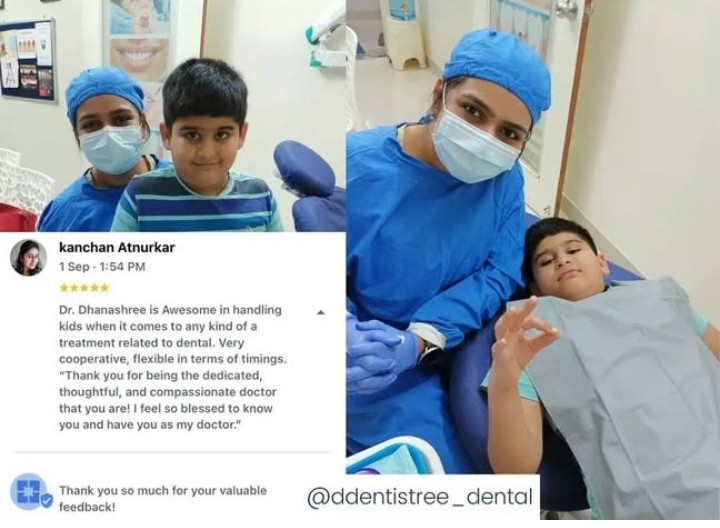 kanchan Atnurkar
1 Sep · 1:54 PM
Dr. Dhanashree is Awesome in handling
kids when it comes to any kind of a
treatment related to dental. Very
cooperative, flexible in terms of timings.
"Thank you for being the dedicated,
thoughtful, and compassionate doctor
that you are! I feel so blessed to know
you and have you as my doctor."
Thank you so much for your valuable
feedback!
@ddentistree_dental